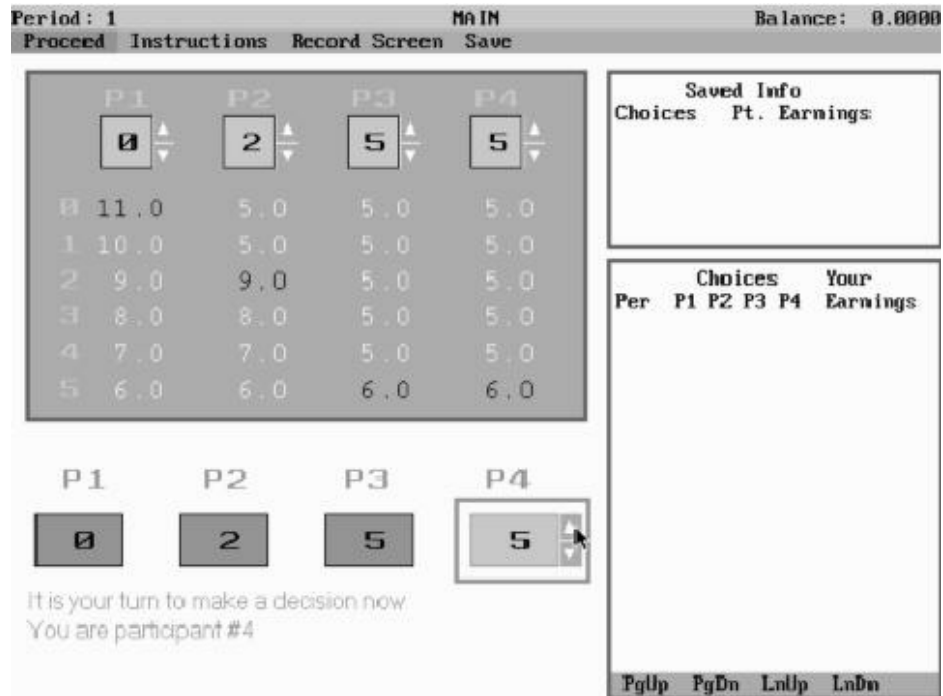 Period: 1 MAIN Balance: 0.0000
Proceed Instructions Record Screen Save
P1 P2 P3 P4
0 2 5 5
0 11.0 5.0 5.0 5.0
1 10.0 5.0 5.0 5.0
2 9.0 9.0 5.0 5.0
3 8.0 8.0 5.0 5.0
4 7.0 7.0 5.0 5.0
5 6.0 6.0 6.0 6.0
Saved Info
Choices Pt. Earnings
Choices Your
Per P1 P2 P3 P4 Earnings
P1 P2 P3 P4
0 2 5 5
It is your turn to make a decision now
You are participant #4
PgUp PgDn LnUp LnDn